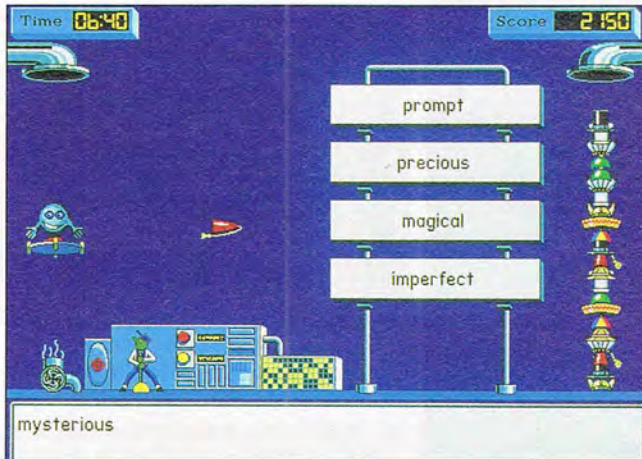 Time 06:40
Score 2150
prompt
precious
magical
imperfect
mysterious